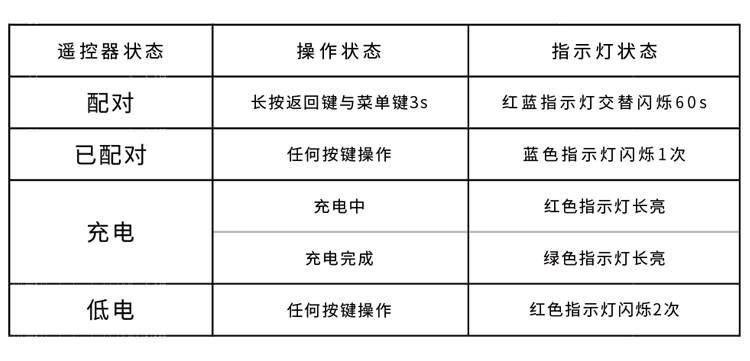 遥控器状态 操作状态 指示灯状态
配对 长按返回键与菜单键3s 红蓝指示灯交替闪烁60s
已配对 任何按键操作 蓝色指示灯闪烁1次
充电 充电中 红色指示灯长亮
充电完成 绿色指示灯长亮
低电 任何按键操作 红色指示灯闪烁2次